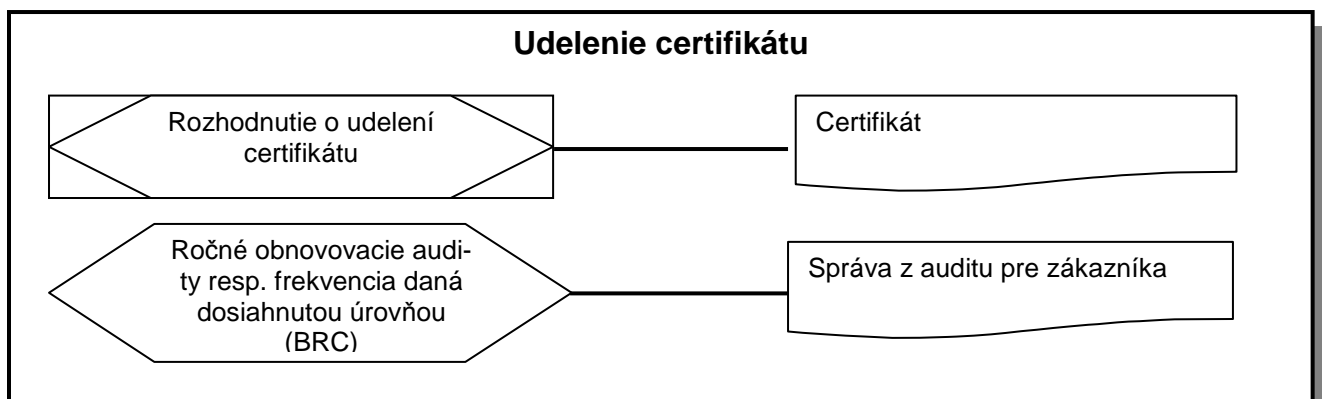 Udelenie certifikátu
Rozhodnutie o udelení
certifikátu
Certifikát
Ročné obnovovacie audi-
ty resp. frekvencia daná
dosiahnutou úrovňou
(BRC)
Správa z auditu pre zákazníka